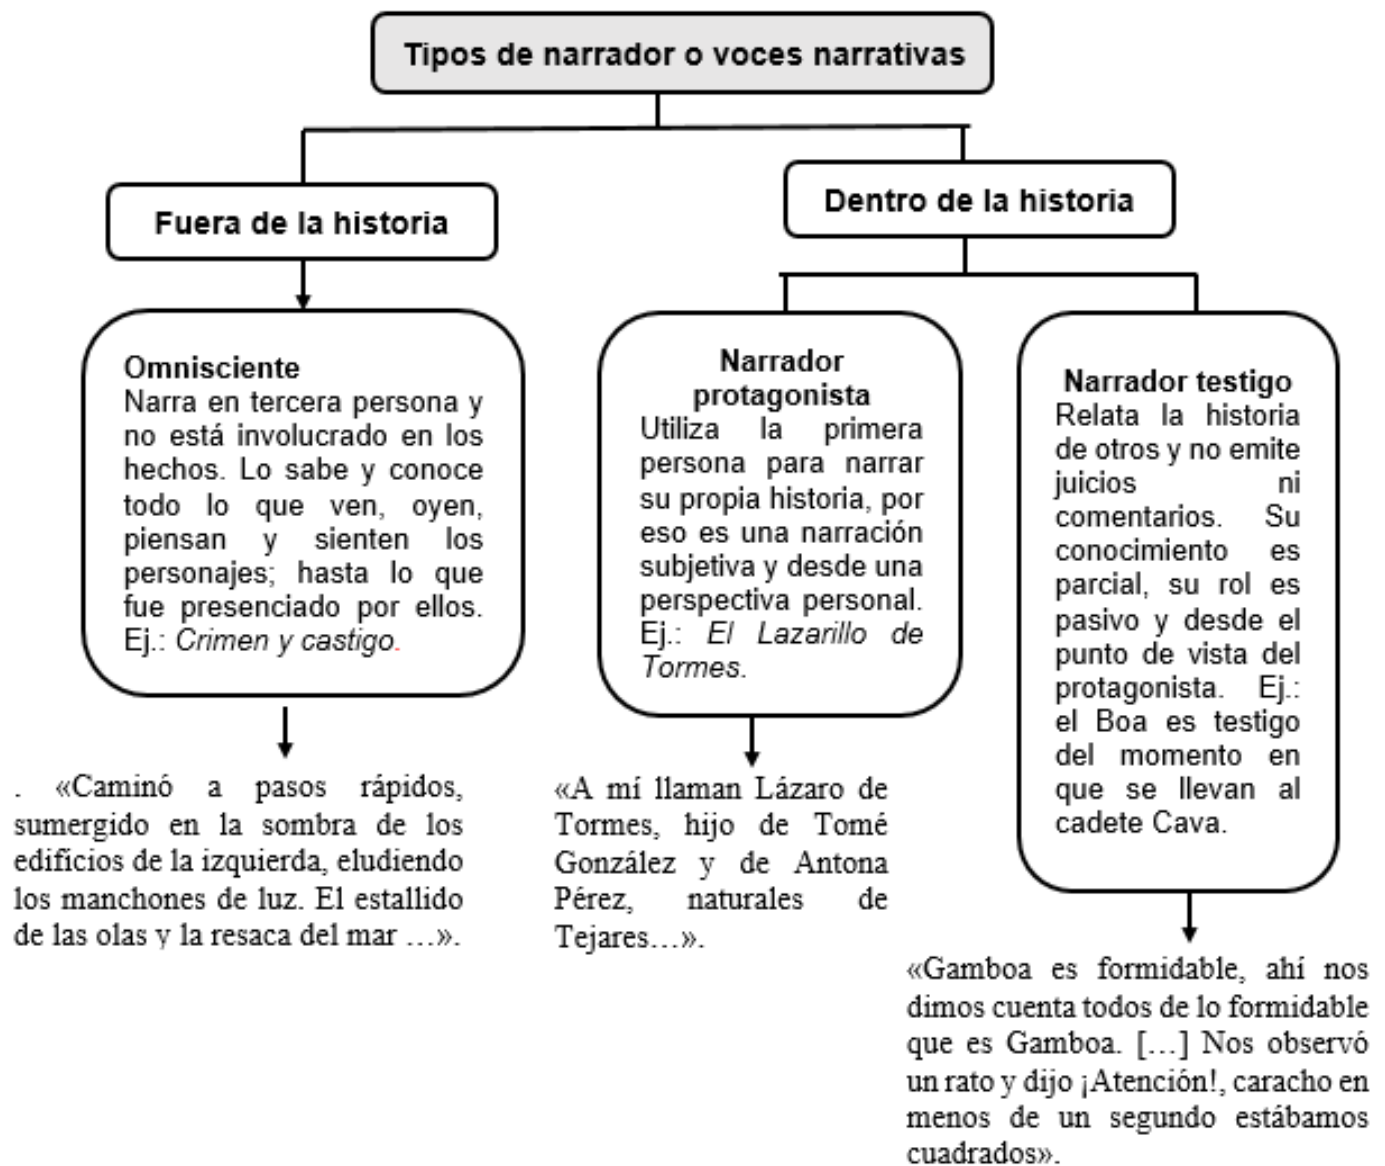 Tipos de narrador o voces narrativas
Fuera de la historia
Dentro de la historia
Omnisciente
Narra en tercera persona y
no está involucrado en los
hechos. Lo sabe y conoce
todo lo que ven, oyen,
piensan y sienten los
personajes; hasta lo que
fue presenciado por ellos.
Ej.: Crimen y castigo.
Narrador
protagonista
Utiliza la primera
persona para narrar
su propia historia, por
eso es una narración
subjetiva y desde una
perspectiva personal.
Ej.: El Lazarillo de
Tormes.
Narrador testigo
Relata la historia
de otros y no emite
juicios ni
comentarios. Su
conocimiento es
parcial, su rol es
pasivo y desde el
punto de vista del
protagonista. Ej.:
el Boa es testigo
del momento en
que se llevan al
cadete Cava.
. «Caminó a pasos rápidos,
sumergido en la sombra de los
edificios de la izquierda, eludiendo
los manchones de luz. El estallido
de las olas y la resaca del mar …».
«A mí llaman Lázaro de
Tormes, hijo de Tomé
González y de Antona
Pérez, naturales de
Tejares…».
«Gamboa es formidable, ahí nos
dimos cuenta todos de lo formidable
que es Gamboa. […] Nos observó
un rato y dijo ¡Atención!, caracho en
menos de un segundo estábamos
cuadrados».